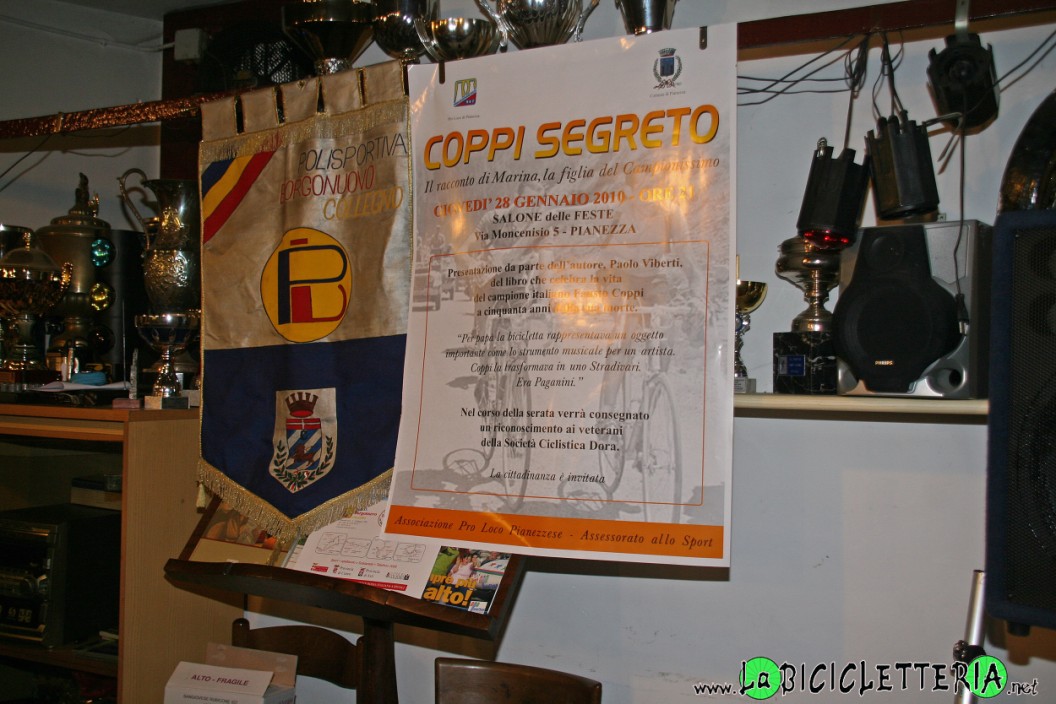 POLISPORTIVA
BORGONUOVO
COLLEGNO
COPPI SEGRETO
Il racconto di Marina, la figlia del Campionissimo
GIOVEDI' 28 GENNAIO 2010 - ORE 21
SALONE delle FESTE
Via Moncenisio 5 - PIANEZZA
Presentazione da parte dell'autore, Paolo Viberti,
del libro che celebra la vita
del campione italiano Fausto Coppi
a cinquanta anni dalla sua morte.
"Per papà la bicicletta rappresentava un oggetto
importante come lo strumento musicale per un artista.
Coppi la trasformava in uno Stradivari.
Era Paganini."
Nel corso della serata verrà consegnato
un riconoscimento ai veterani
della Società Ciclistica Dora.
La cittadinanza è invitata
Associazione Pro Loco Pianezzese - Assessorato allo Sport
PHILIPS
alto!
ALTO - FRAGILE
www.LaBICICLETTERIA.net